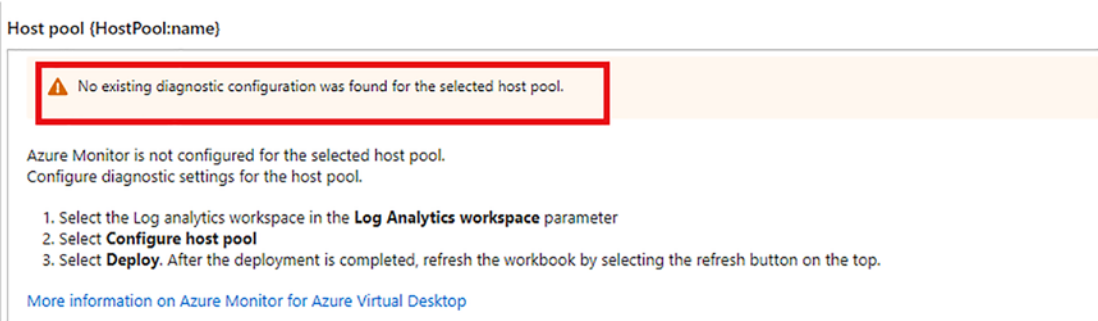 Host pool {HostPool:name}
No existing diagnostic configuration was found for the selected host pool.
Azure Monitor is not configured for the selected host pool.
Configure diagnostic settings for the host pool.
1. Select the Log analytics workspace in the Log Analytics workspace parameter
2. Select Configure host pool
3. Select Deploy. After the deployment is completed, refresh the workbook by selecting the refresh button on the top.
More information on Azure Monitor for Azure Virtual Desktop